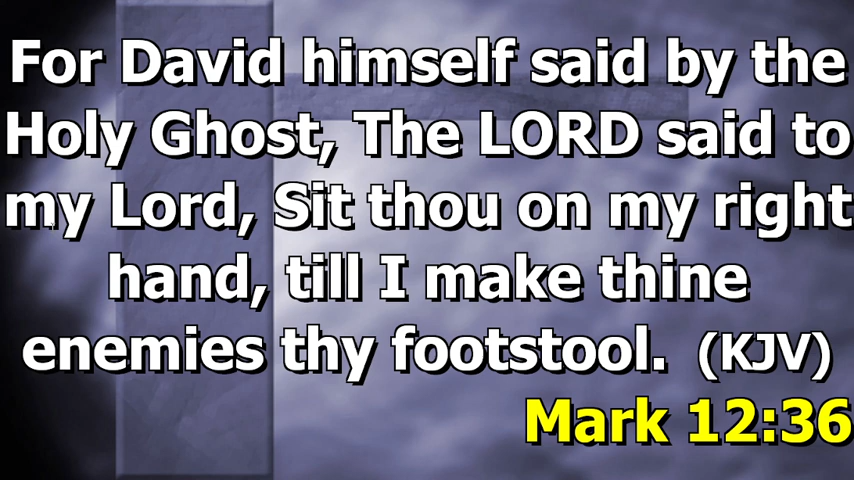 For David himself said by the
Holy Ghost, The LORD said to
my Lord, Sit thou on my right
hand, till I make thine
enemies thy footstool. (KJV)
Mark 12:36